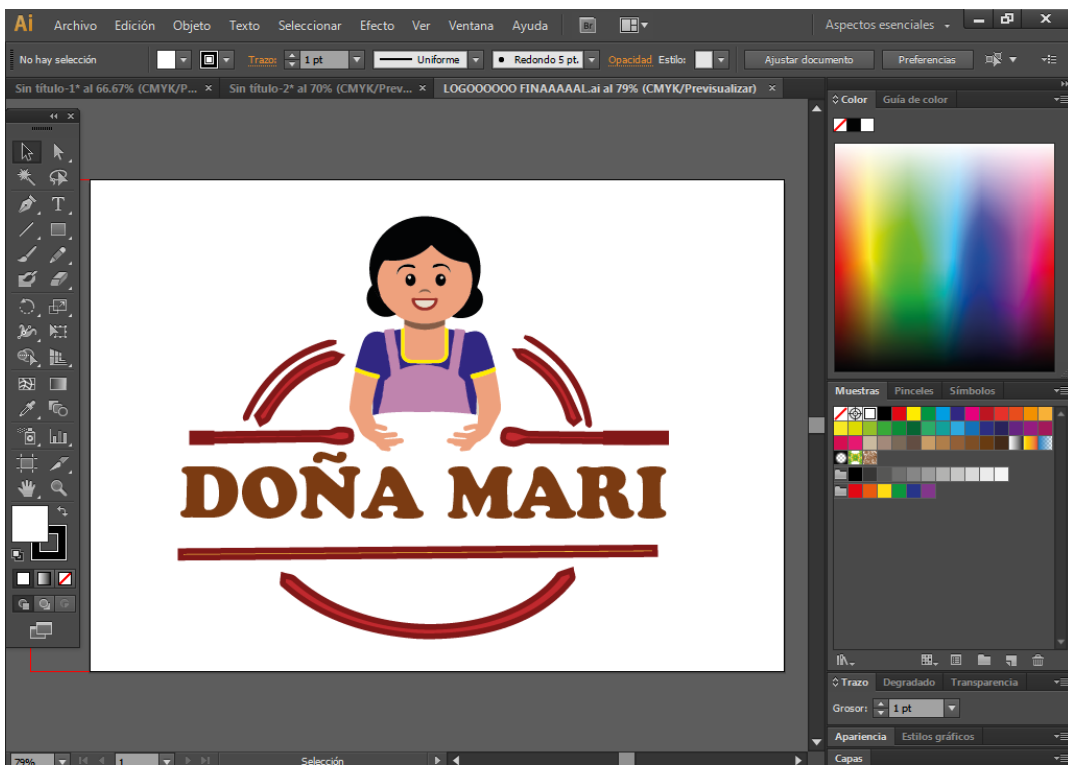 Ai Archivo Edición Objeto Texto Seleccionar Efecto Ver Ventana Ayuda Br Aspectos esenciales
No hay selección Trazo: 1 pt Uniforme Redondo 5 pt. Opacidad Estilo: Ajustar documento Preferencias
Sin título-1* al 66.67% (CMYK/P... × Sin título-2* al 70% (CMYK/Prev... × LOGOOOOOO FINAAAAAL.ai al 79% (CMYK/Previsualizar) ×
Color Guía de color
Muestras Pinceles Símbolos
DOÑA MARI
Trazo Degradado Transparencia
Grosor: 1 pt
Apariencia Estilos gráficos
79% 1 Selección Capas